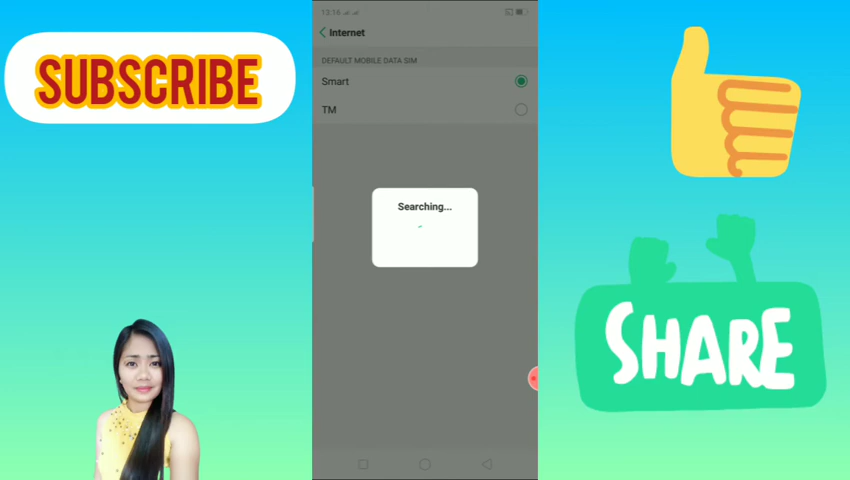 SUBSCRIBE
13:16
Internet
DEFAULT MOBILE DATA SIM
Smart
TM
Searching...
SHARE